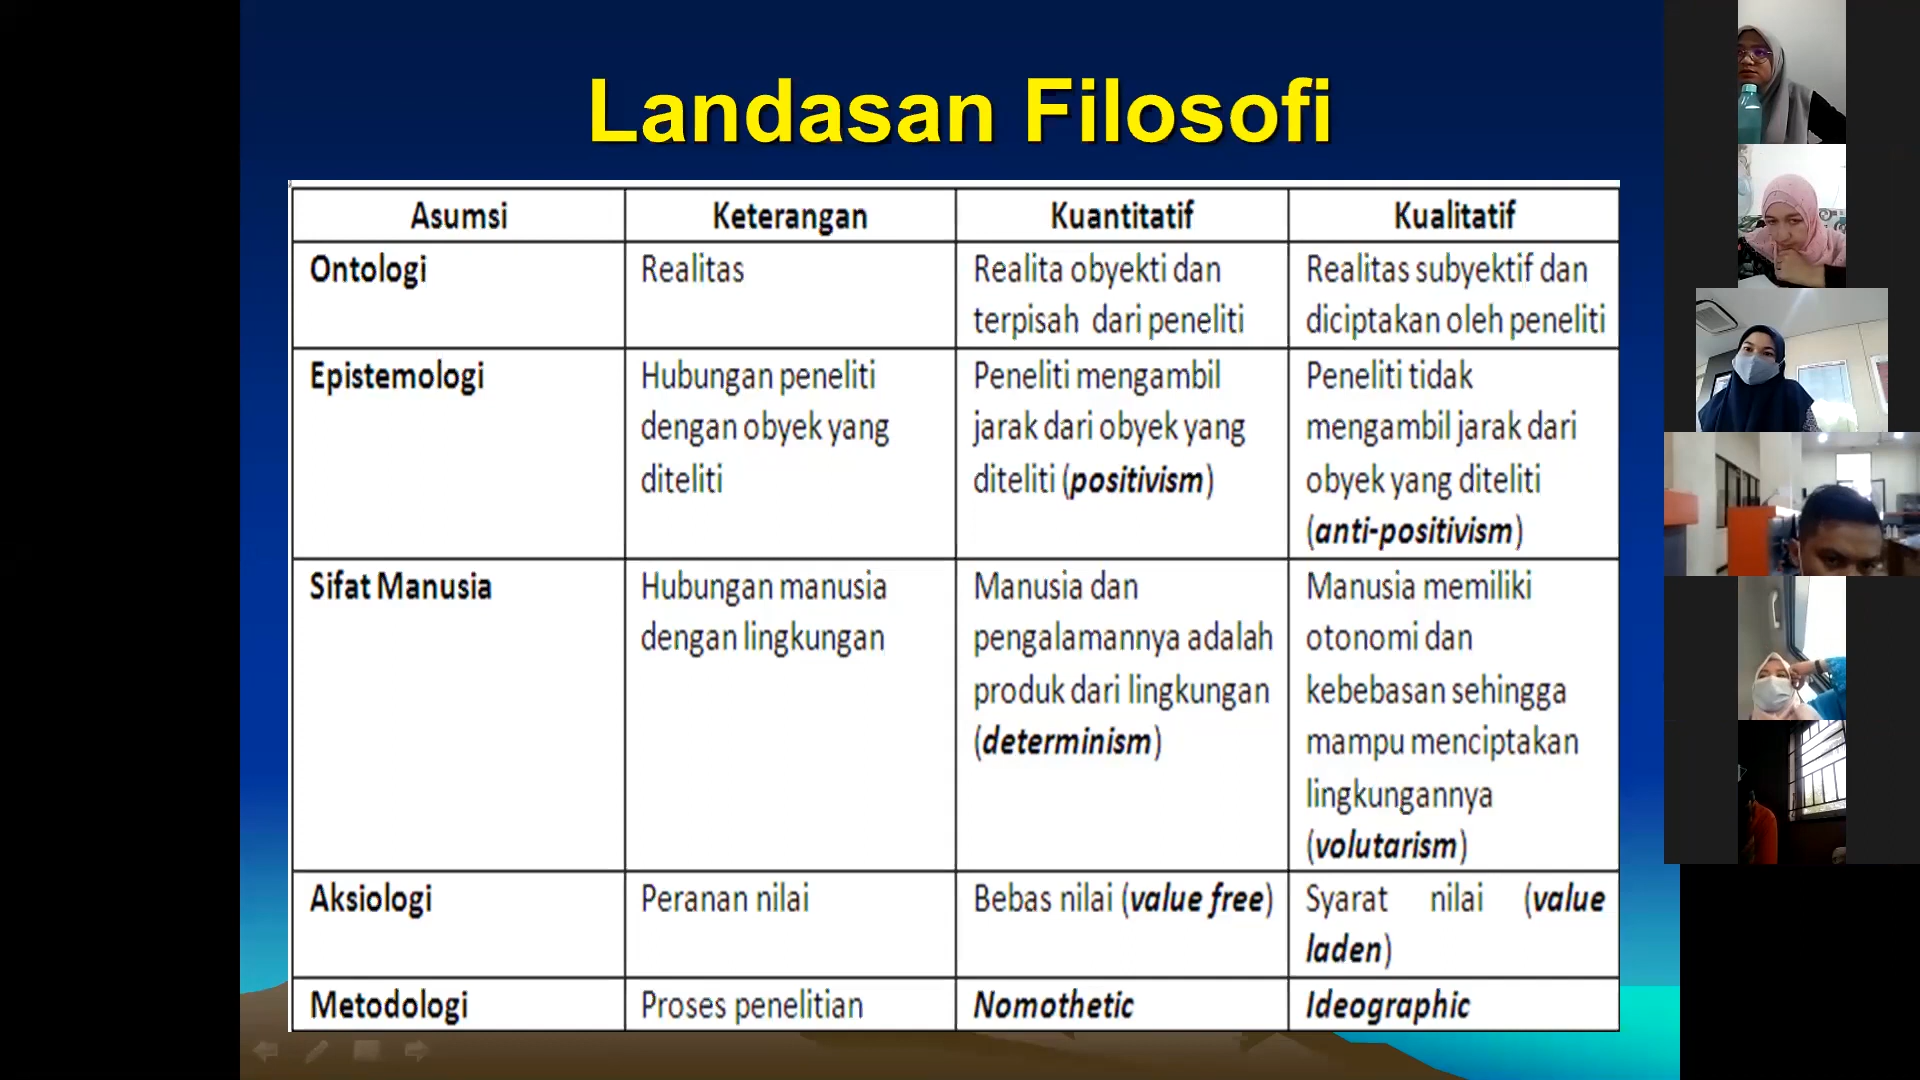 Landasan Filosofi
Asumsi Keterangan Kuantitatif Kualitatif
Ontologi
Realitas
Realita obyekti dan
terpisah dari peneliti
Realitas subyektif dan
diciptakan oleh peneliti
Epistemologi
Hubungan peneliti
dengan obyek yang
diteliti
Peneliti mengambil
jarak dari obyek yang
diteliti (positivism)
Peneliti tidak
mengambil jarak dari
obyek yang diteliti
(anti-positivism)
Sifat Manusia
Hubungan manusia
dengan lingkungan
Manusia dan
pengalamannya adalah
produk dari lingkungan
(determinism)
Manusia memiliki
otonomi dan
kebebasan sehingga
mampu menciptakan
lingkungannya
(volutarism)
Aksiologi
Peranan nilai
Bebas nilai (value free)
Syarat nilai (value
laden)
Metodologi
Proses penelitian
Nomothetic
Ideographic